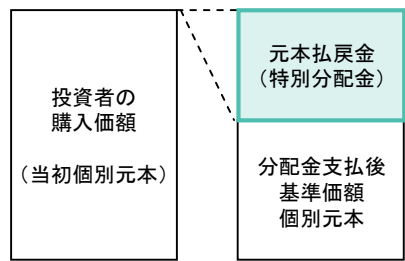 投資者の
購入価額
（当初個別元本）
元本払戻金
（特別分配金）
分配金支払後
基準価額
個別元本